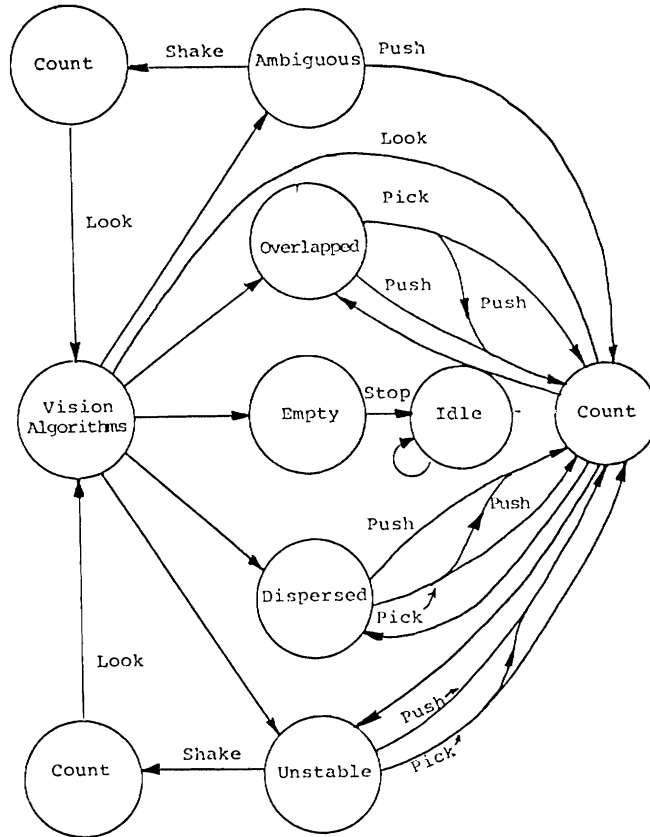 Count
Shake
Ambiguous
Push
Look
Look
Pick
Overlapped
Push
Push
Vision
Algorithms
Empty
Stop
Idle
Count
Push
Push
Dispersed
Pick
Look
Push
Count
Shake
Unstable
Pick